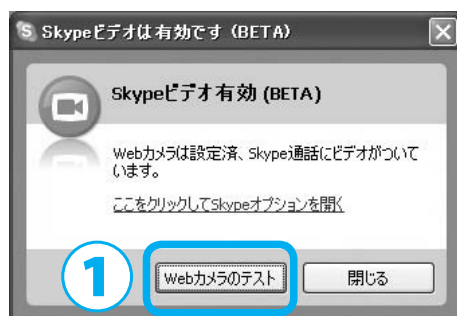 Skypeビデオは有効です (BETA)
Skypeビデオ有効 (BETA)
Webカメラは設定済、Skype通話にビデオがついて
います。
ここをクリックしてSkypeオプションを開く
1 Webカメラのテスト 閉じる